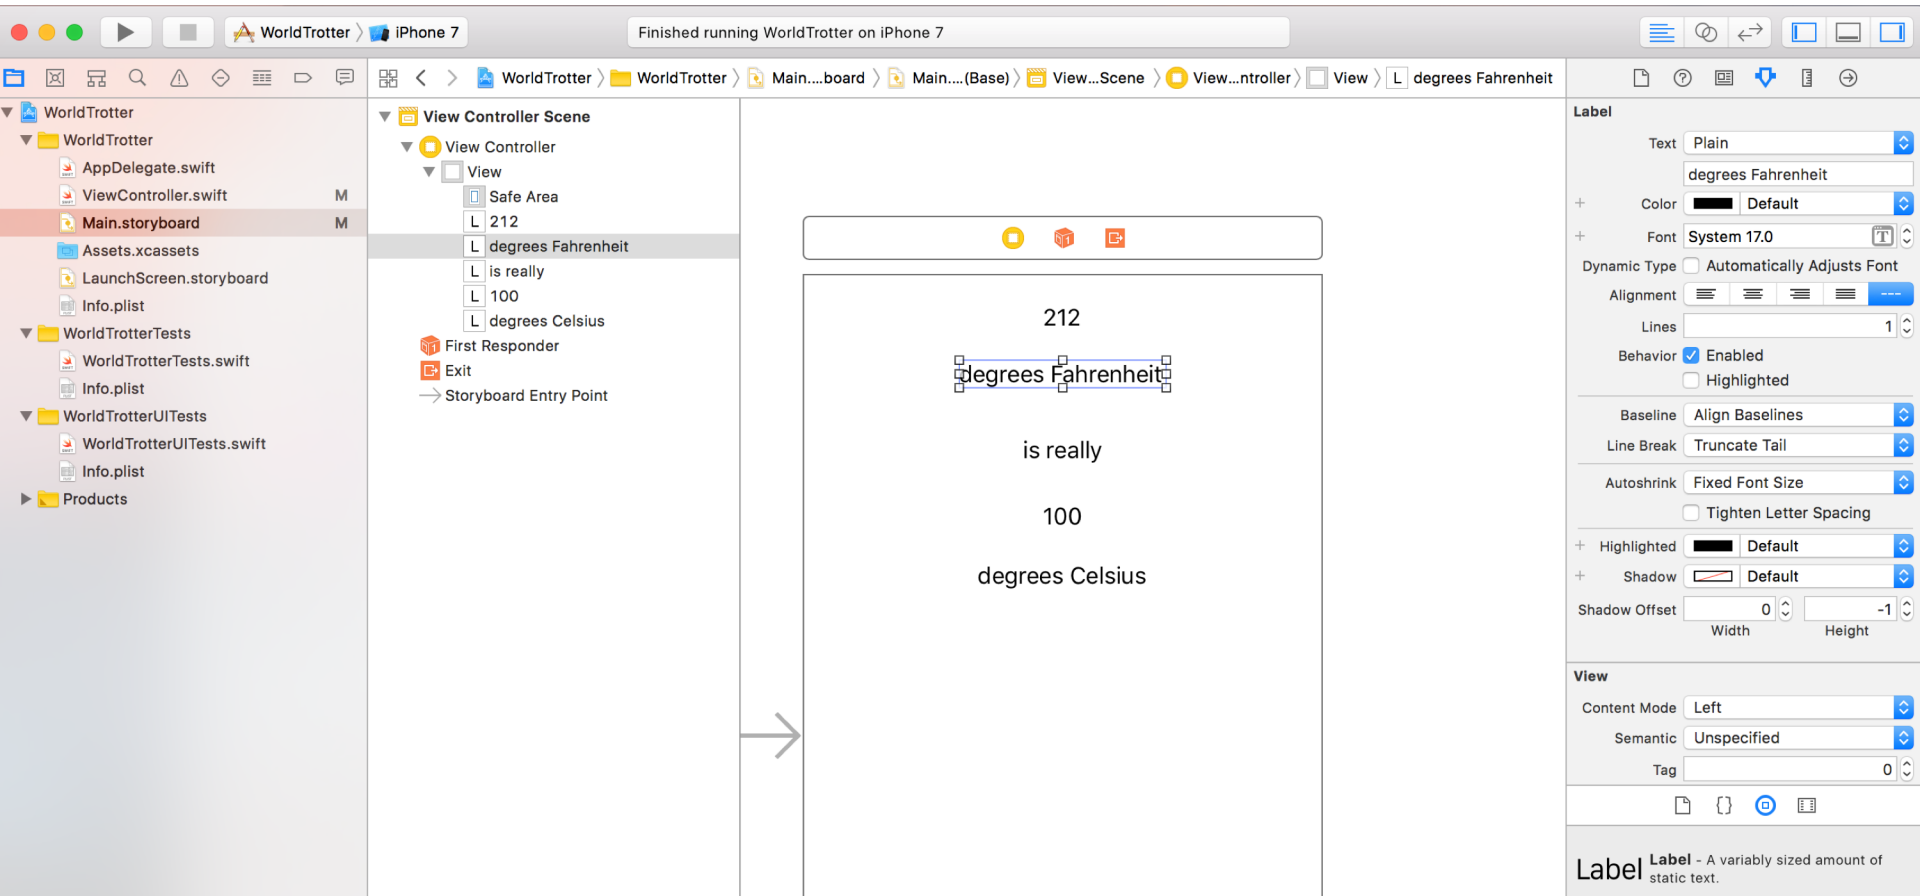 WorldTrotter
iPhone 7
Finished running WorldTrotter on iPhone 7
WorldTrotter
WorldTrotter
Main....board
Main....(Base)
View...Scene
View...ntroller
View
L degrees Fahrenheit
WorldTrotter
WorldTrotter
AppDelegate.swift
ViewController.swift M
Main.storyboard M
Assets.xcassets
LaunchScreen.storyboard
Info.plist
WorldTrotterTests
WorldTrotterTests.swift
Info.plist
WorldTrotterUITests
WorldTrotterUITests.swift
Info.plist
Products
View Controller Scene
View Controller
View
Safe Area
L 212
L degrees Fahrenheit
L is really
L 100
L degrees Celsius
First Responder
Exit
Storyboard Entry Point
212
degrees Fahrenheit
is really
100
degrees Celsius
Label
Text Plain
degrees Fahrenheit
+ Color Default
+ Font System 17.0
Dynamic Type Automatically Adjusts Font
Alignment
Lines 1
Behavior Enabled
Highlighted
Baseline Align Baselines
Line Break Truncate Tail
Autoshrink Fixed Font Size
Tighten Letter Spacing
+ Highlighted Default
+ Shadow Default
Shadow Offset 0 -1
Width Height
View
Content Mode Left
Semantic Unspecified
Tag 0
Label
Label - A variably sized amount of
static text.